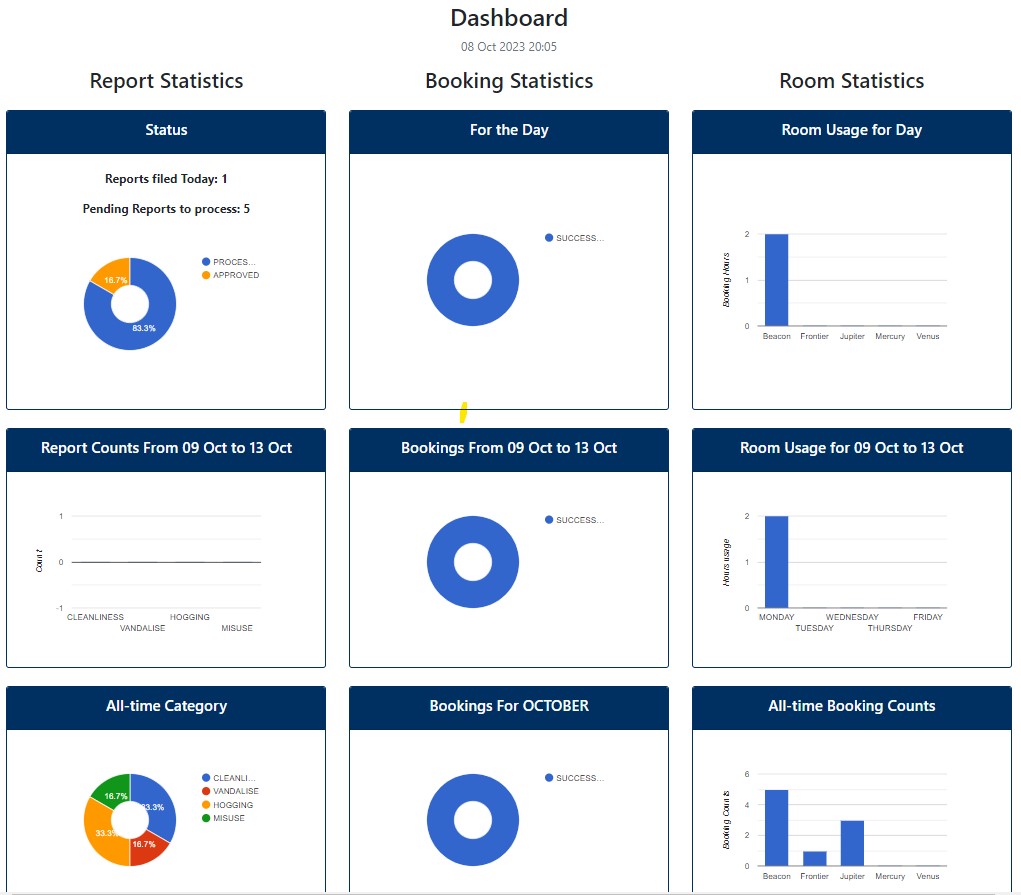 Dashboard
08 Oct 2023 20:05
Report Statistics
Status
Reports filed Today: 1
Pending Reports to process: 5
PROCES...
APPROVED
16.7%
83.3%
Report Counts From 09 Oct to 13 Oct
Count
1
0
-1
CLEANLINESS
VANDALISE
HOGGING
MISUSE
All-time Category
CLEANLI...
VANDALISE
HOGGING
MISUSE
16.7%
33.3%
33.3%
16.7%
Booking Statistics
For the Day
SUCCESS...
Bookings From 09 Oct to 13 Oct
SUCCESS...
Bookings For OCTOBER
SUCCESS...
Room Statistics
Room Usage for Day
Booking Hours
2
1
0
Beacon Frontier Jupiter Mercury Venus
Room Usage for 09 Oct to 13 Oct
Hours usage
2
1
0
MONDAY
TUESDAY
WEDNESDAY
THURSDAY
FRIDAY
All-time Booking Counts
Booking Counts
6
4
2
0
Beacon Frontier Jupiter Mercury Venus